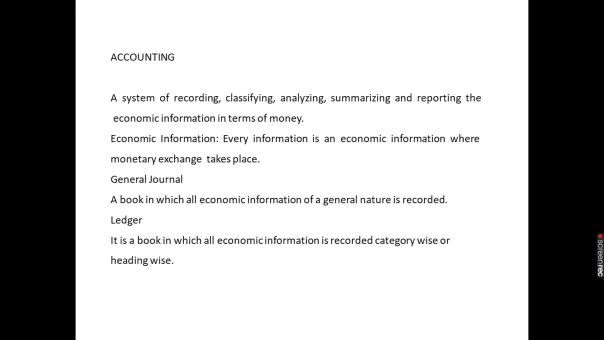 ACCOUNTING
A system of recording, classifying, analyzing, summarizing and reporting the
economic information in terms of money.
Economic Information: Every information is an economic information where
monetary exchange takes place.
General Journal
A book in which all economic information of a general nature is recorded.
Ledger
It is a book in which all economic information is recorded category wise or
heading wise.
screenrec